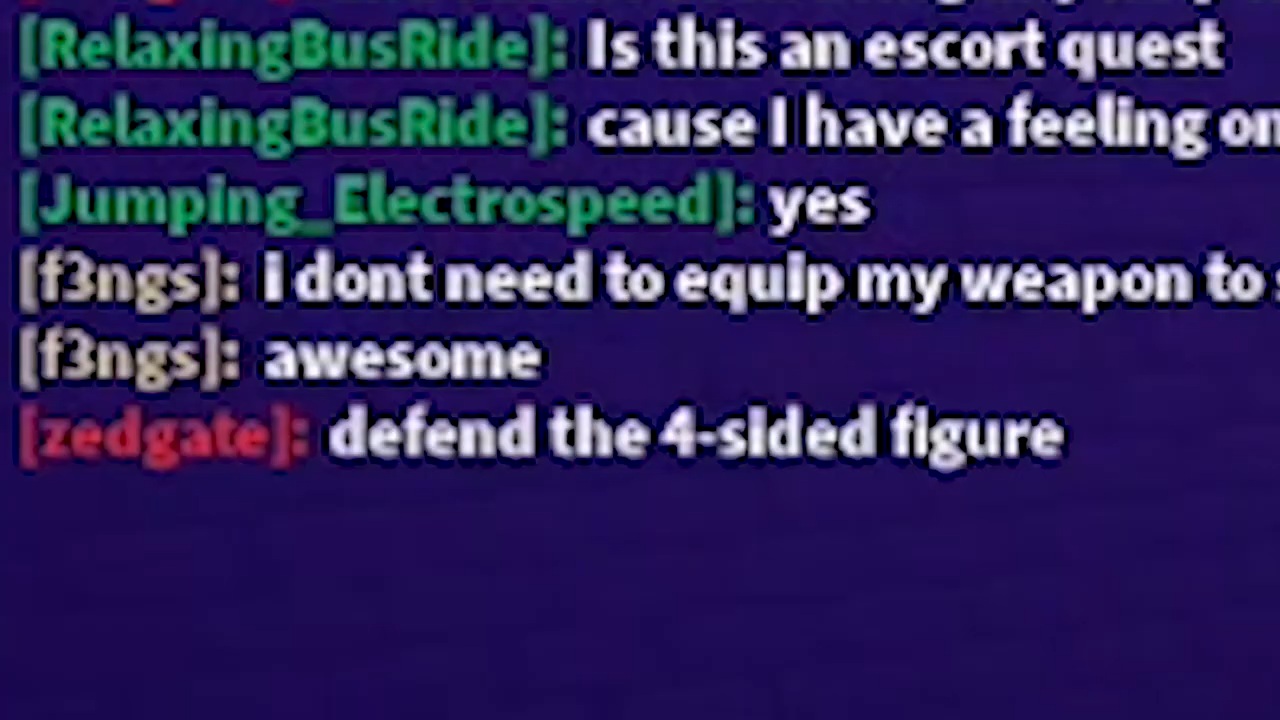 [RelaxingBusRide]: Is this an escort quest
[RelaxingBusRide]: cause I have a feeling
[Jumping_Electrospeed]: yes
[f3ngs]: i dont need to equip my weapon to
[f3ngs]: awesome
[zedgate]: defend the 4-sided figure